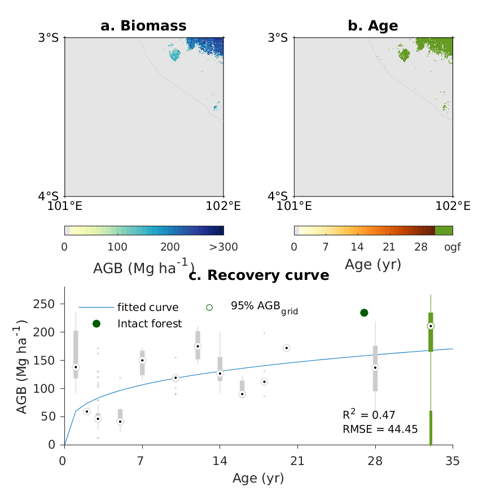 a. Biomass
b. Age
3°S
4°S
101°E
102°E
3°S
4°S
101°E
102°E
0 100 200 >300
AGB (Mg ha⁻¹)
0 7 14 21 28 ogf
Age (yr)
c. Recovery curve
fitted curve
95% AGB_grid
Intact forest
AGB (Mg ha⁻¹)
250
200
150
100
50
0
R² = 0.47
RMSE = 44.45
0 7 14 21 28 35
Age (yr)